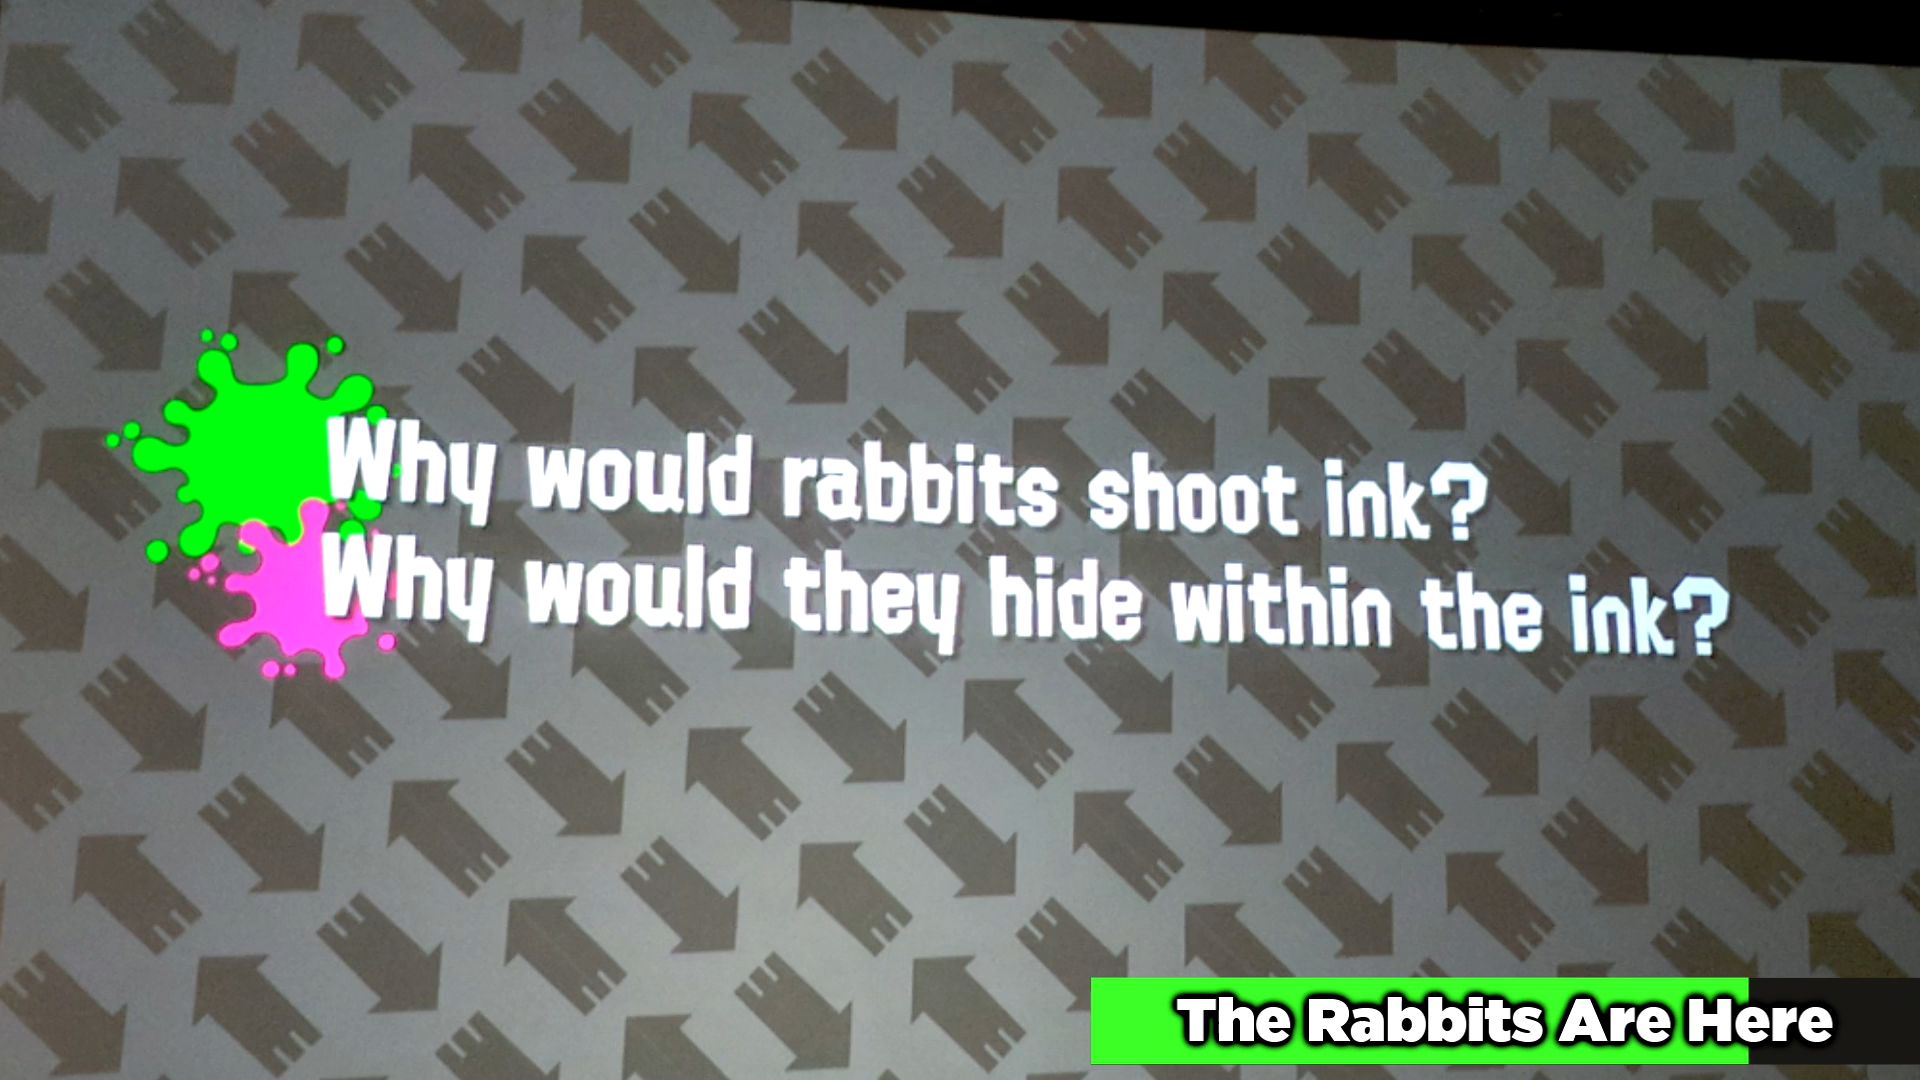 Why would rabbits shoot ink?
Why would they hide within the ink?
The Rabbits Are Here